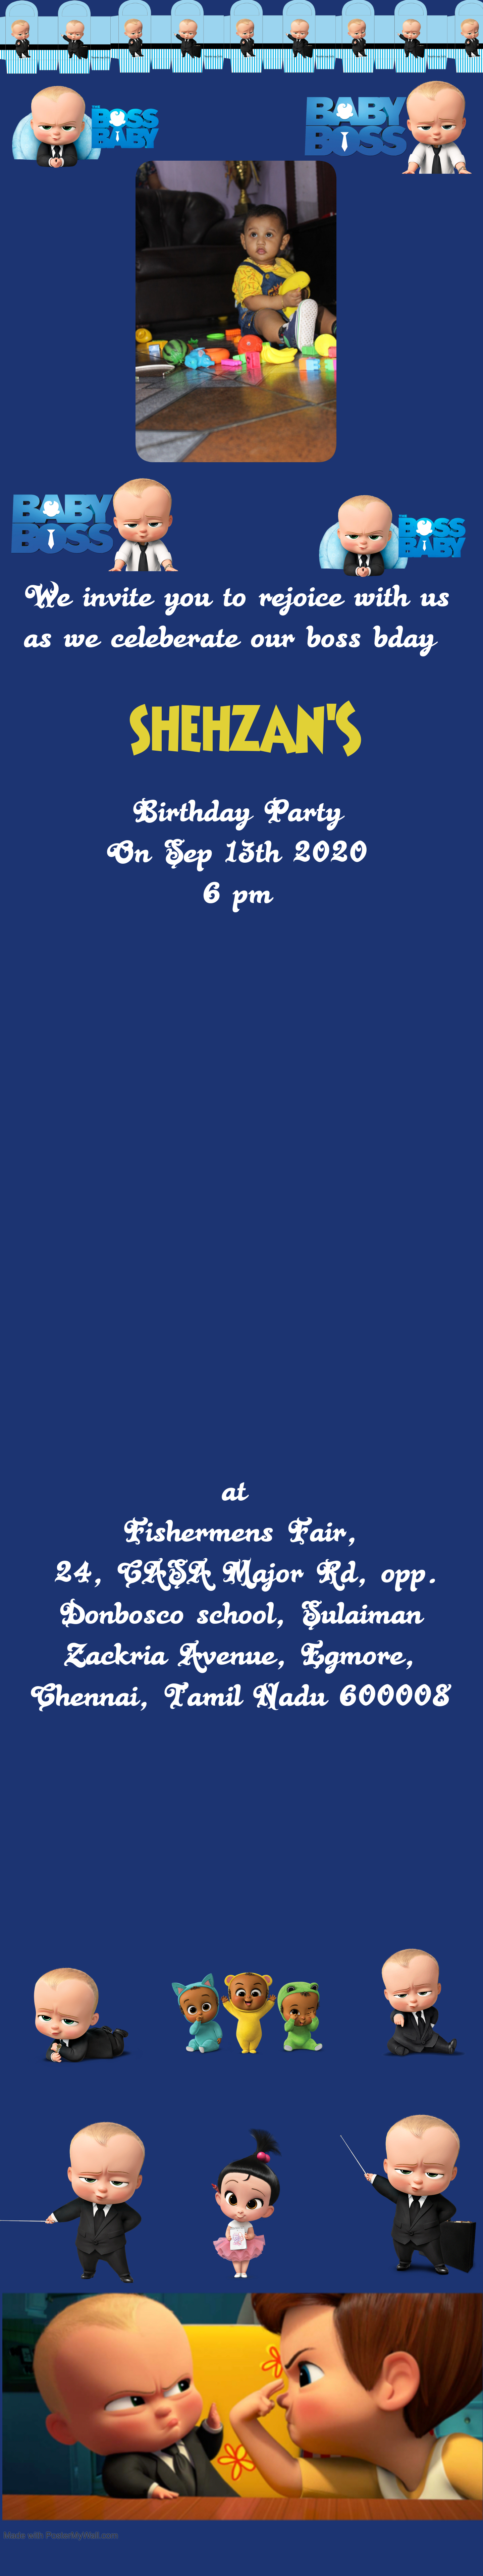 THE
BOSS
BABY
BABY
BOSS
BABY
BOSS
THE
BOSS
BABY
We invite you to rejoice with us
as we celeberate our boss bday
SHEHZAN'S
Birthday Party
On Sep 13th 2020
6 pm
at
Fishermens Fair,
24, CASA Major Rd, opp.
Donbosco school, Sulaiman
Zackria Avenue, Egmore,
Chennai, Tamil Nadu 600008
Made with PosterMyWall.com